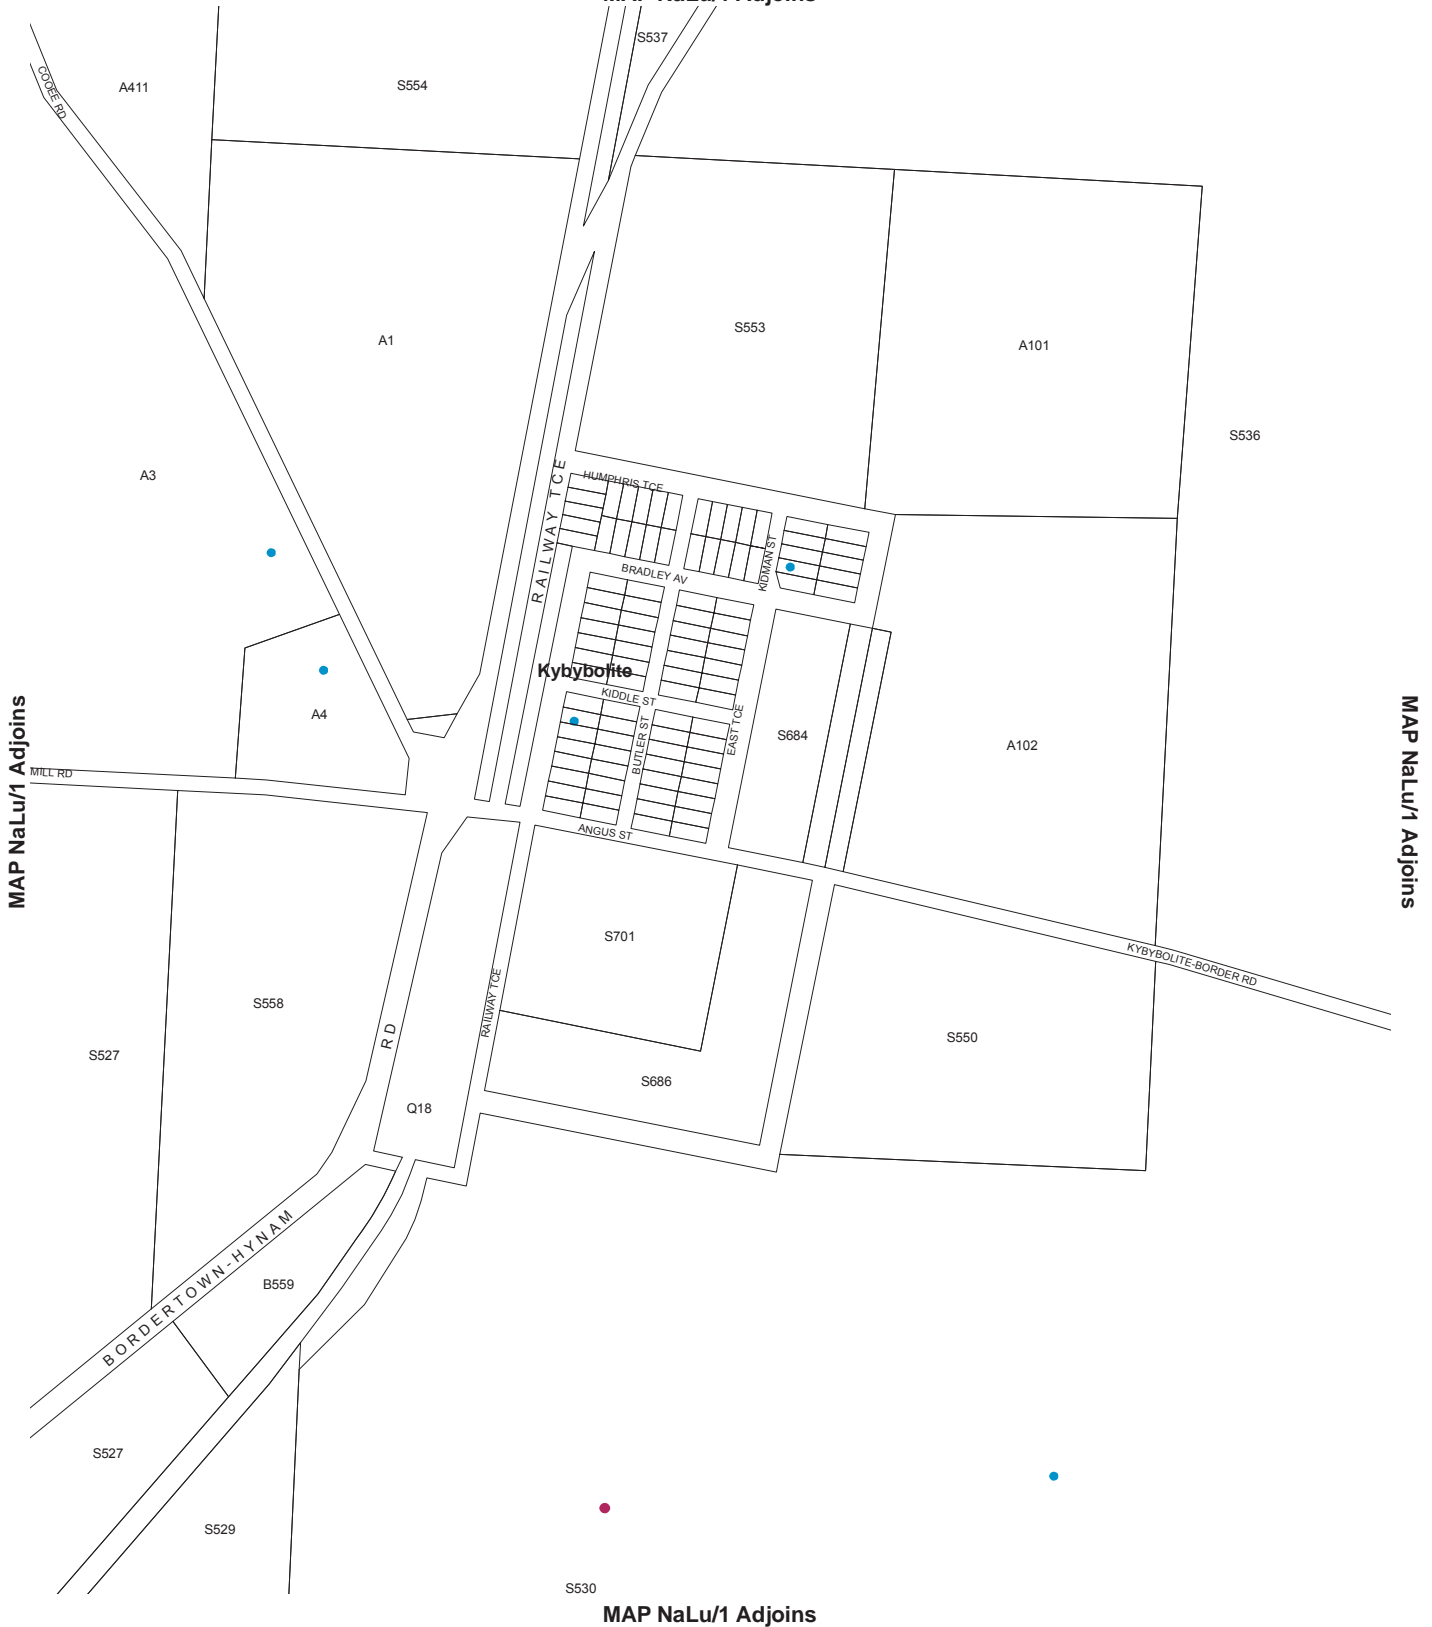 MAP NaLu/1 Adjoins
S537
A411
S554
COOEE RD
S553
A1
A101
S536
A3
RAILWAY TCE
HUMPHRIS TCE
KIDMAN ST
BRADLEY AV
Kybybolite
KIDDLE ST
A4
BUTLER ST
EAST TCE
S684
A102
MAP NaLu/1 Adjoins
MAP NaLu/1 Adjoins
MILL RD
ANGUS ST
S701
KYBYBOLITE-BORDER RD
S558
RAILWAY TCE
RD
S550
S527
S686
Q18
BORDERTOWN-HYNAM
B559
S527
S529
S530
MAP NaLu/1 Adjoins